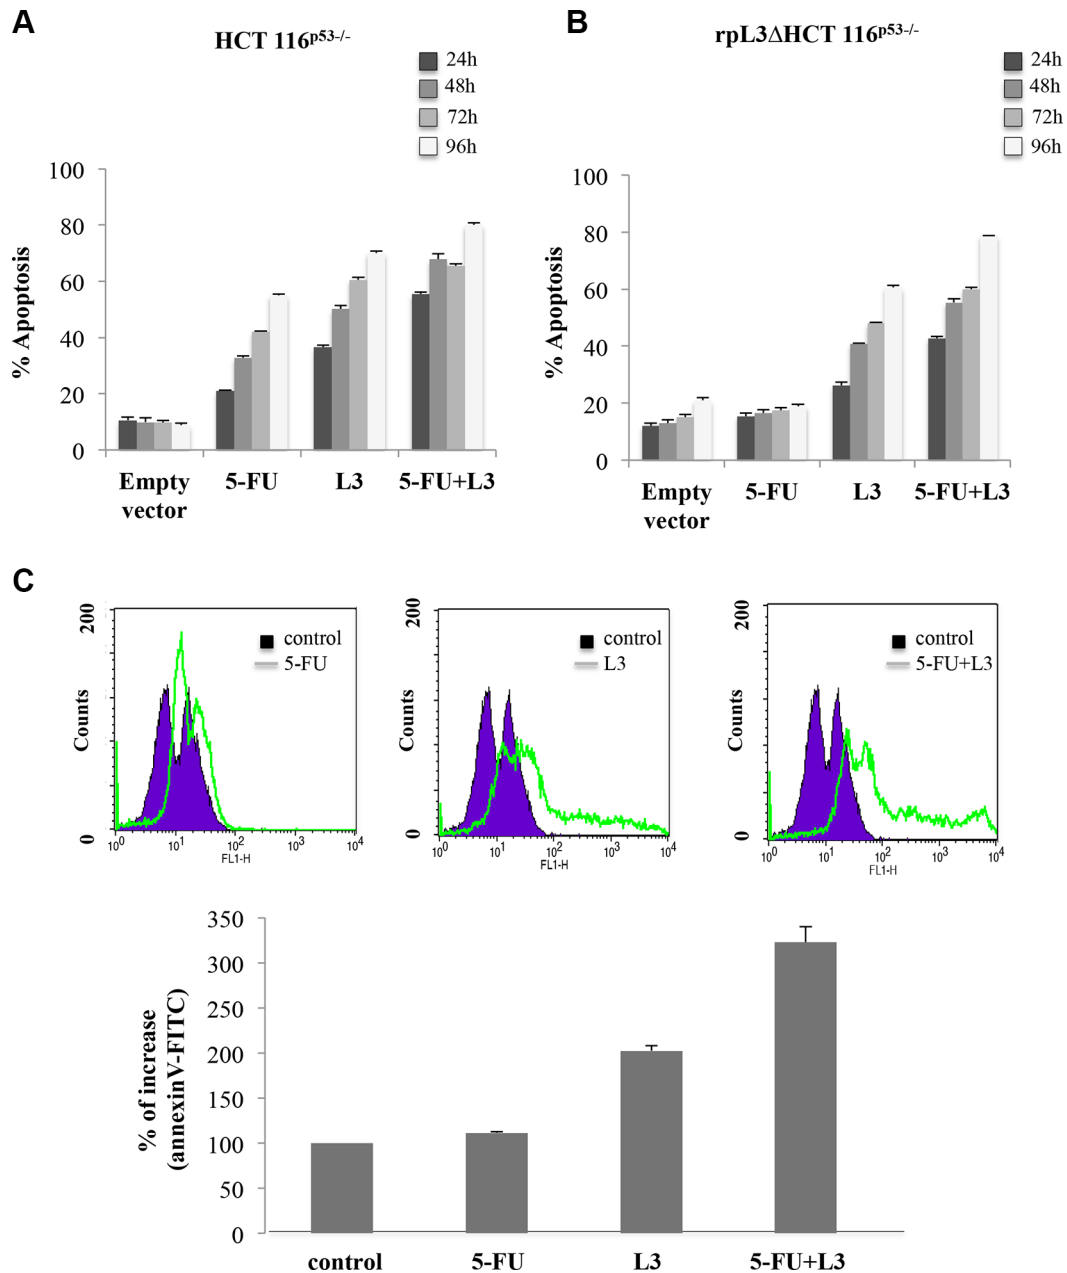 A
HCT 116p53-/-
24h
48h
72h
96h
% Apoptosis
100
80
60
40
20
0
Empty vector
5-FU
L3
5-FU+L3
B
rpL3ΔHCT 116p53-/-
24h
48h
72h
96h
% Apoptosis
100
80
60
40
20
0
Empty vector
5-FU
L3
5-FU+L3
C
200
Counts
0
control
5-FU
10^0 10^1 10^2 10^3 10^4
FL1-H
200
Counts
0
control
L3
10^0 10^1 10^2 10^3 10^4
FL1-H
200
Counts
0
control
5-FU+L3
10^0 10^1 10^2 10^3 10^4
FL1-H
% of increase
(annexinV-FITC)
350
300
250
200
150
100
50
0
control
5-FU
L3
5-FU+L3